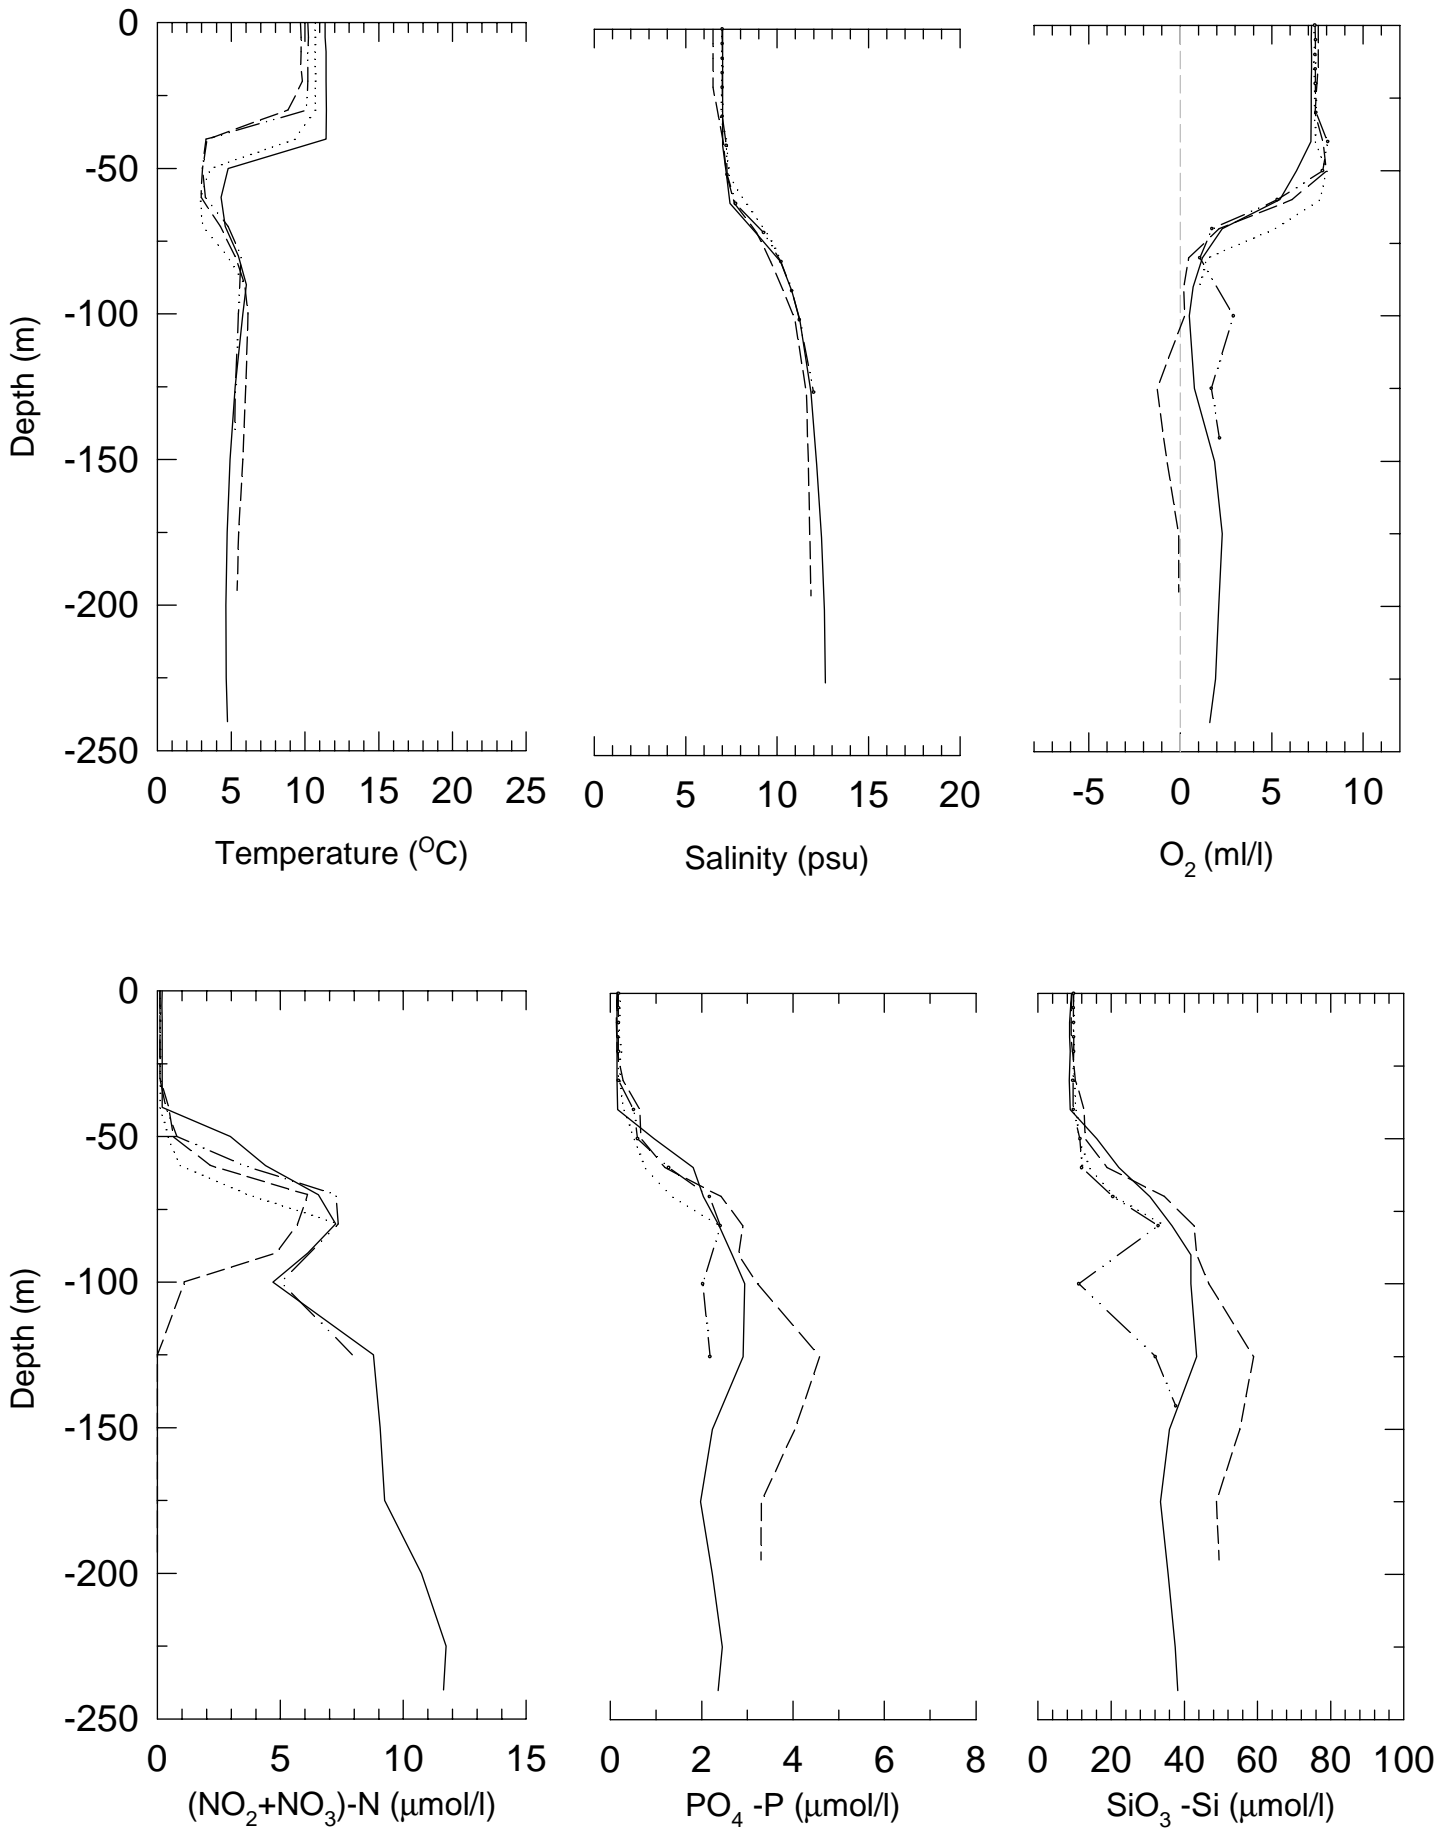 0
-50
-100
-150
-200
-250
Depth (m)
0 5 10 15 20 25
Temperature (°C)
0 5 10 15 20
Salinity (psu)
-5 0 5 10
O₂ (ml/l)
0
-50
-100
-150
-200
-250
Depth (m)
0 5 10 15
(NO₂+NO₃)-N (μmol/l)
0 2 4 6 8
PO₄ -P (μmol/l)
0 20 40 60 80 100
SiO₃ -Si (μmol/l)